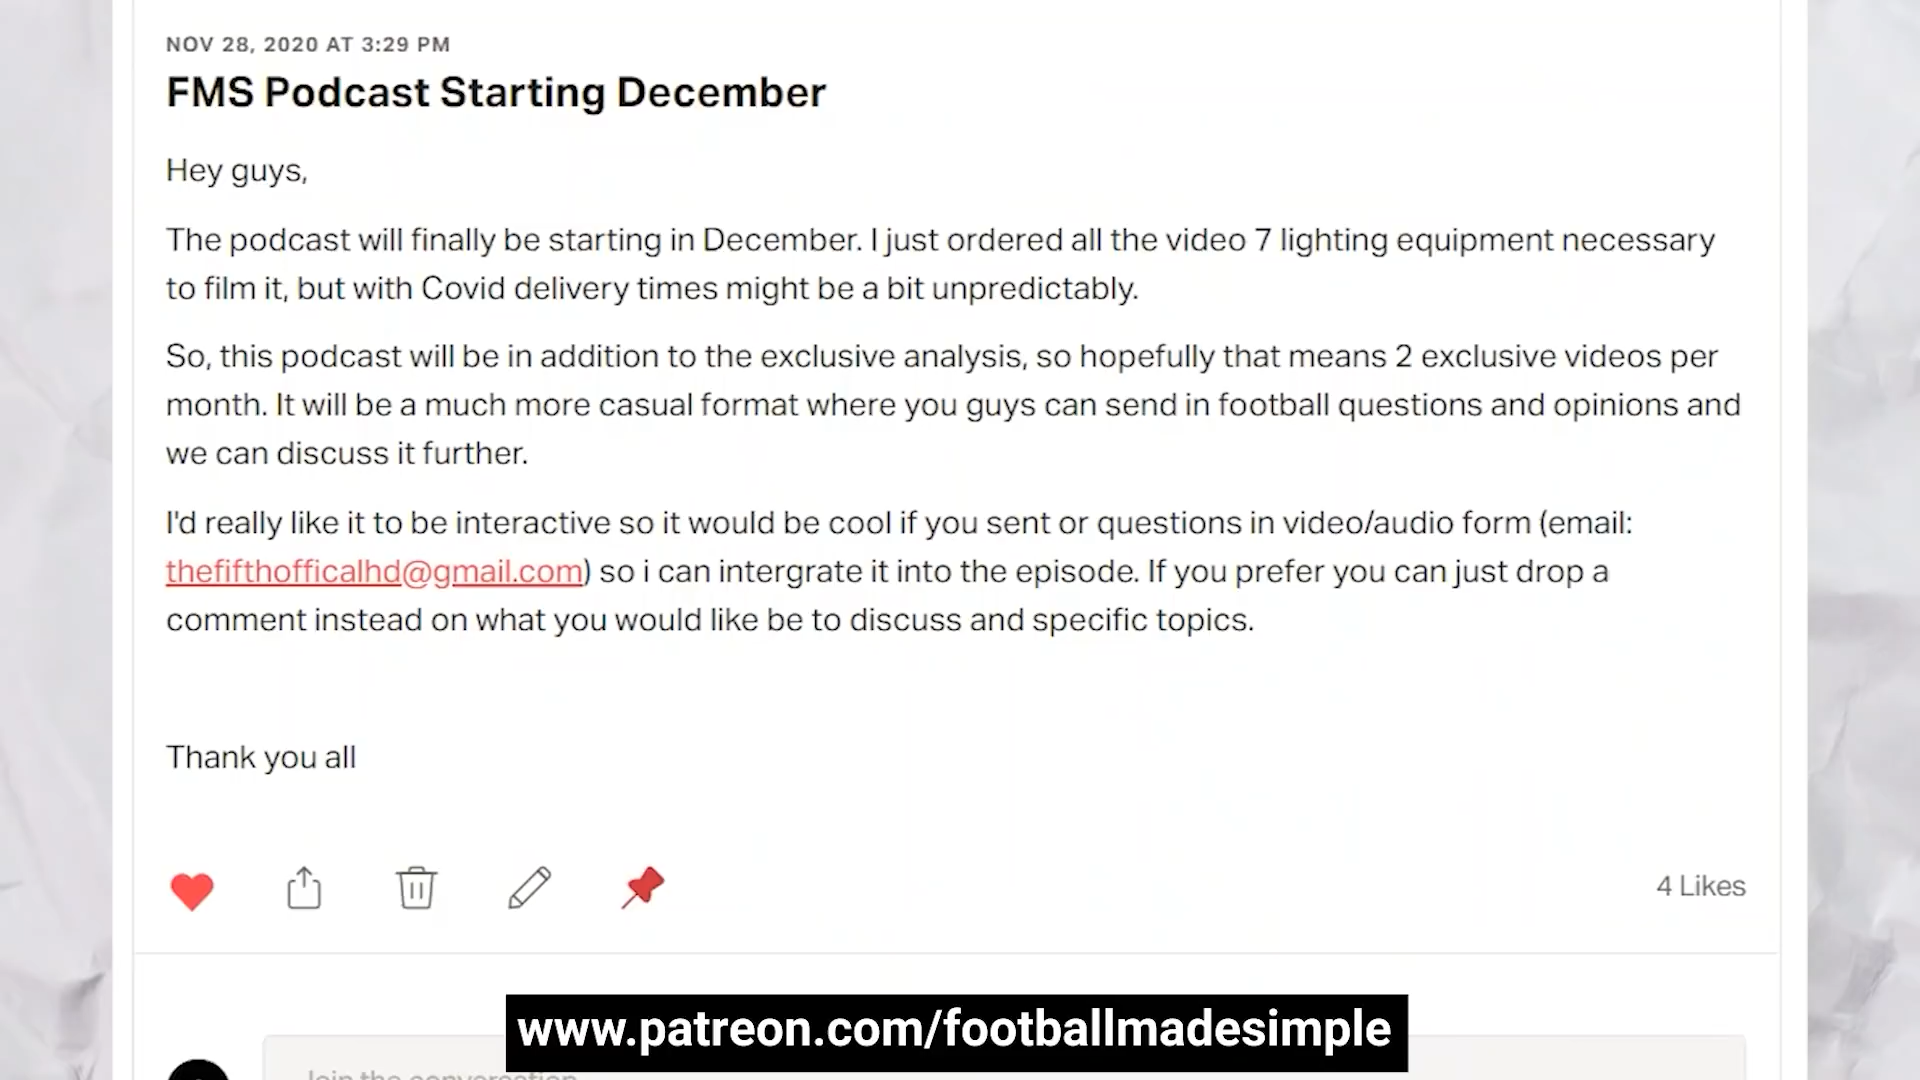 NOV 28, 2020 AT 3:29 PM
FMS Podcast Starting December
Hey guys,
The podcast will finally be starting in December. I just ordered all the video 7 lighting equipment necessary
to film it, but with Covid delivery times might be a bit unpredictably.
So, this podcast will be in addition to the exclusive analysis, so hopefully that means 2 exclusive videos per
month. It will be a much more casual format where you guys can send in football questions and opinions and
we can discuss it further.
I'd really like it to be interactive so it would be cool if you sent or questions in video/audio form (email:
thefifthofficalhd@gmail.com) so i can intergrate it into the episode. If you prefer you can just drop a
comment instead on what you would like be to discuss and specific topics.
Thank you all
4 Likes
www.patreon.com/footballmadesimple
Join the conversation